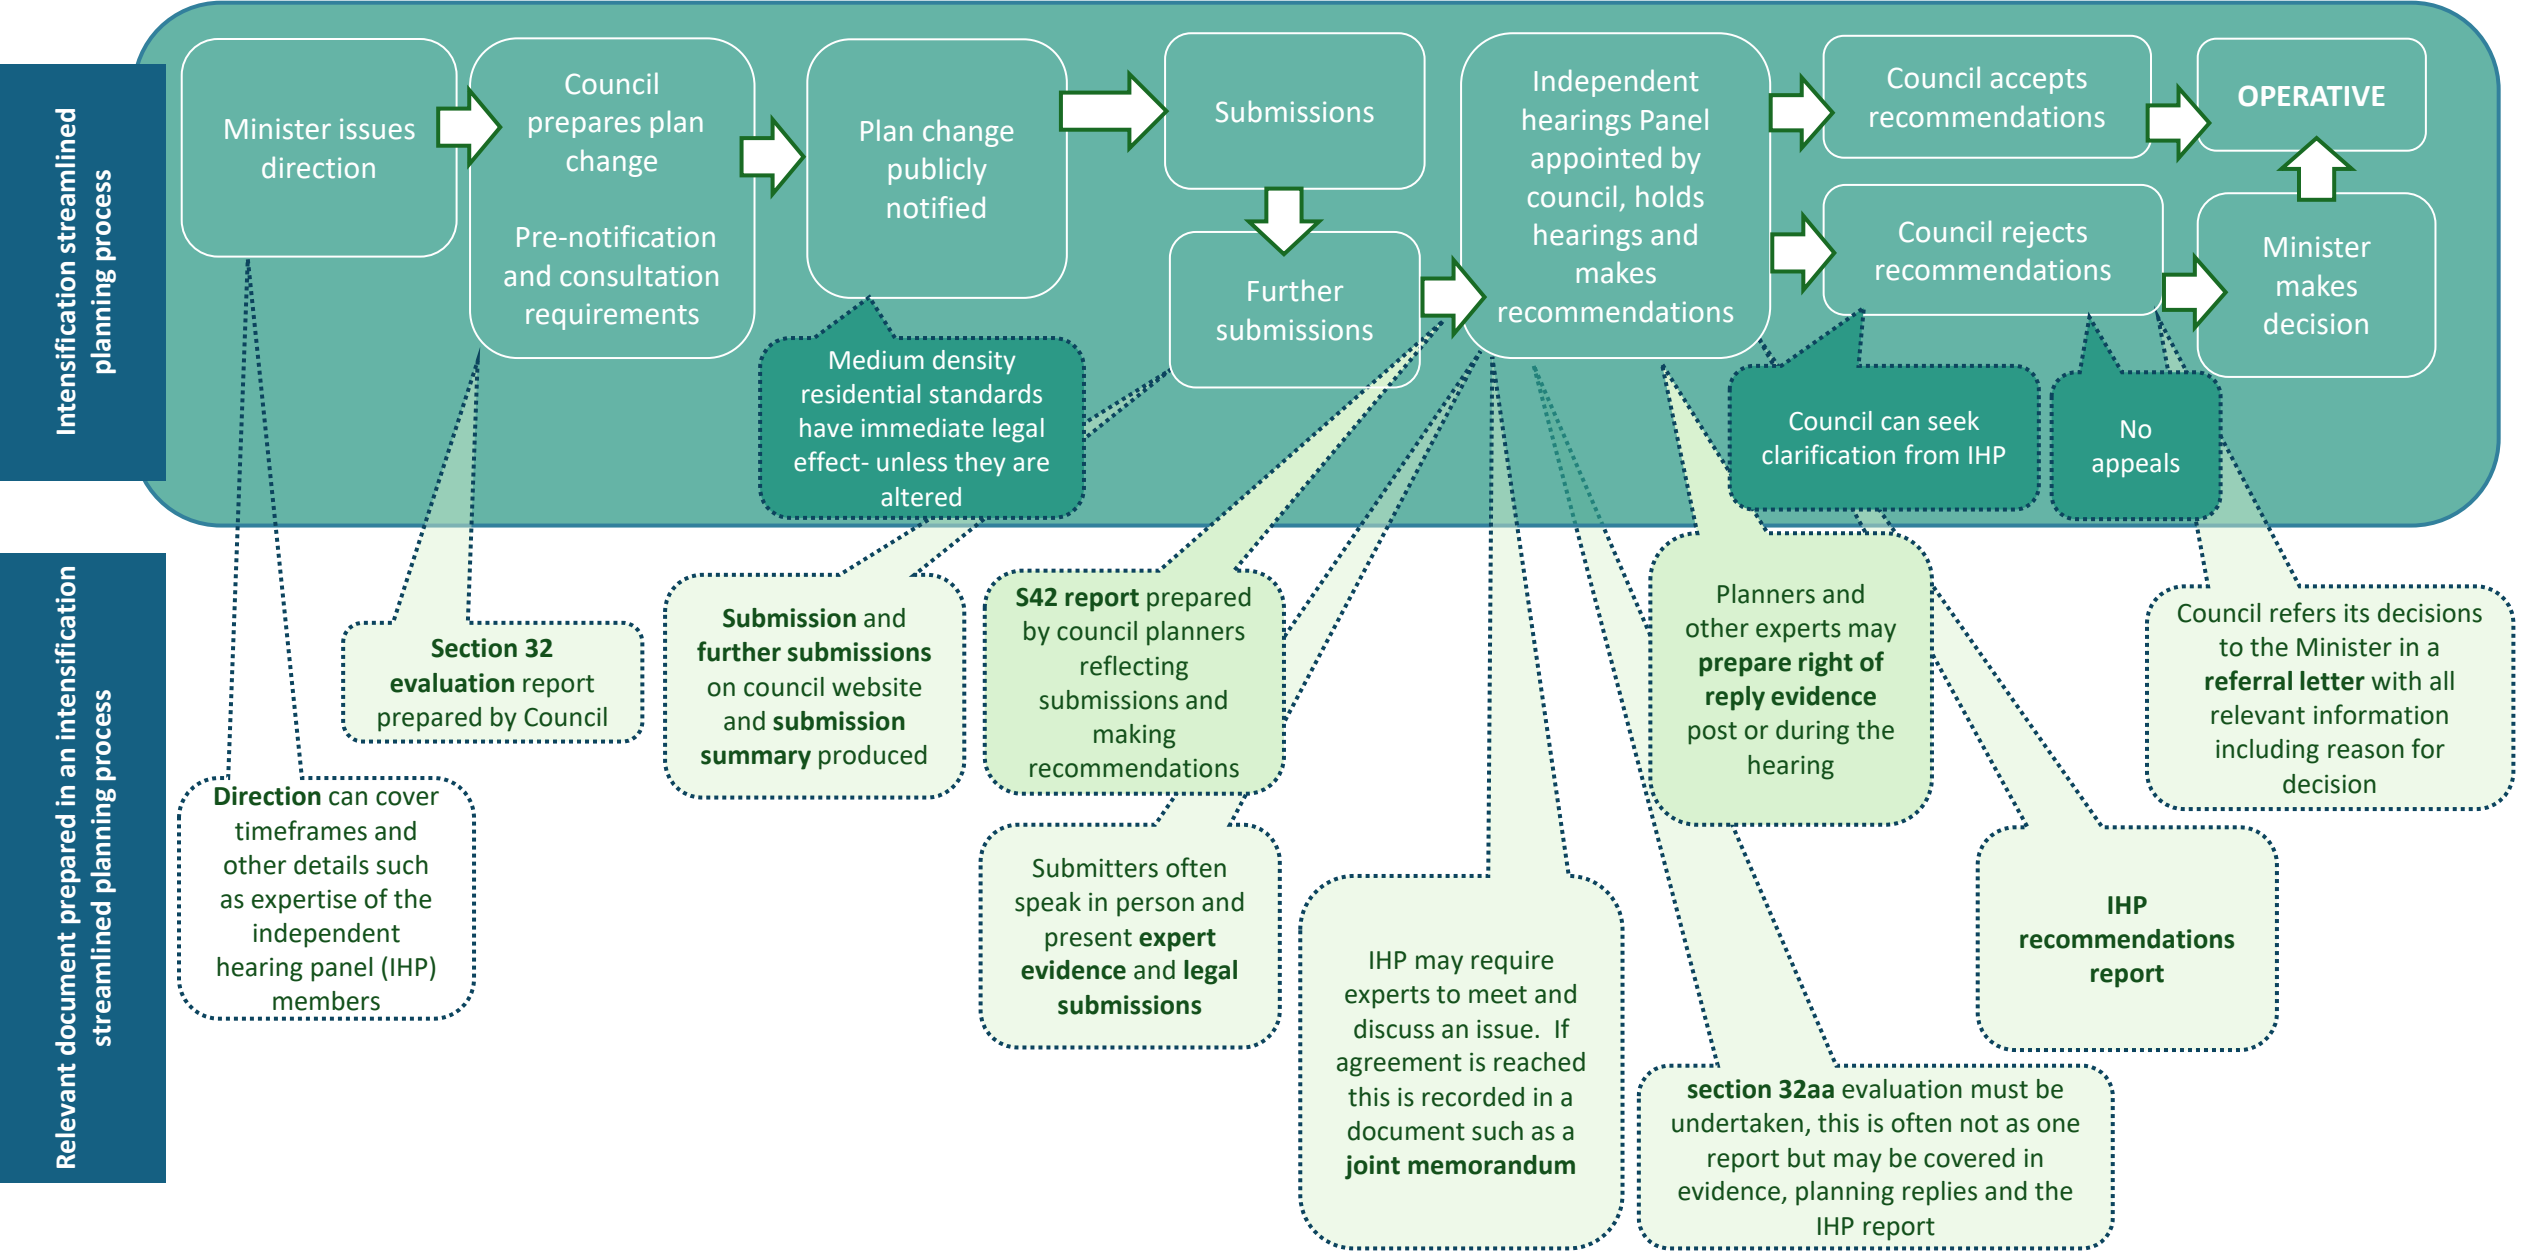 Intensification streamlined
planning process
Minister issues
direction
Council
prepares plan
change
Pre-notification
and consultation
requirements
Plan change
publicly
notified
Submissions
Further
submissions
Independent
hearings Panel
appointed by
council, holds
hearings and
makes
recommendations
Council accepts
recommendations
Council rejects
recommendations
OPERATIVE
Minister
makes
decision
Medium density
residential standards
have immediate legal
effect- unless they are
altered
Council can seek
clarification from IHP
No
appeals
Relevant document prepared in an intensification
streamlined planning process
Direction can cover
timeframes and
other details such
as expertise of the
independent
hearing panel (IHP)
members
Section 32
evaluation report
prepared by Council
Submission and
further submissions
on council website
and submission
summary produced
S42 report prepared
by council planners
reflecting
submissions and
making
recommendations
Submitters often
speak in person and
present expert
evidence and legal
submissions
IHP may require
experts to meet and
discuss an issue. If
agreement is reached
this is recorded in a
document such as a
joint memorandum
Planners and
other experts may
prepare right of
reply evidence
post or during the
hearing
section 32aa evaluation must be
undertaken, this is often not as one
report but may be covered in
evidence, planning replies and the
IHP report
IHP
recommendations
report
Council refers its decisions
to the Minister in a
referral letter with all
relevant information
including reason for
decision